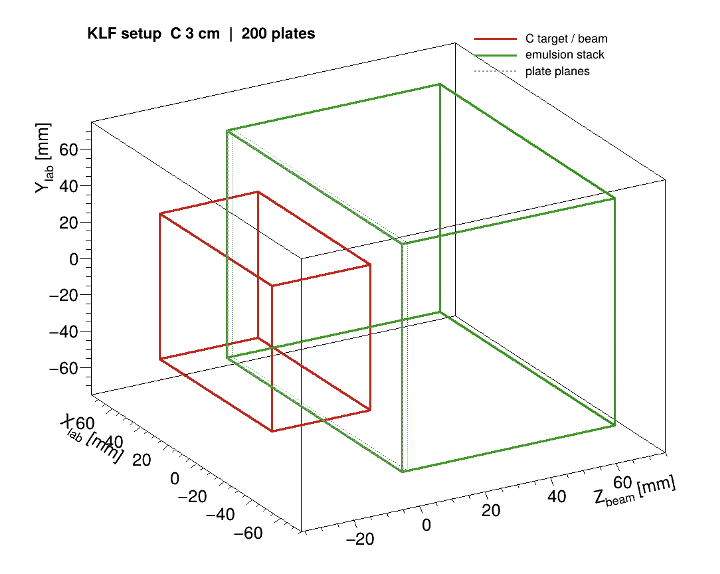 KLF setup C 3 cm | 200 plates
C target / beam
emulsion stack
plate planes
Y_lab [mm]
60
40
20
0
−20
−40
−60
X_lab [mm]
60
40
20
0
−20
−40
−60
Z_beam [mm]
−20
0
20
40
60